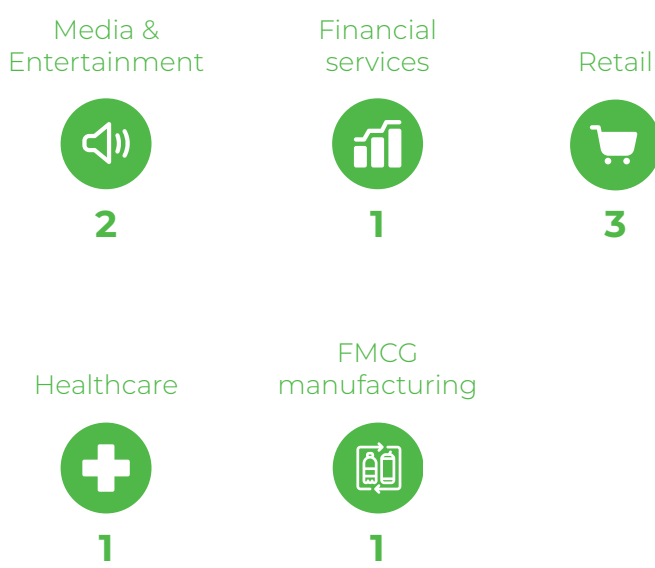 Media &
Entertainment
2
Financial
services
1
Retail
3
Healthcare
1
FMCG
manufacturing
1